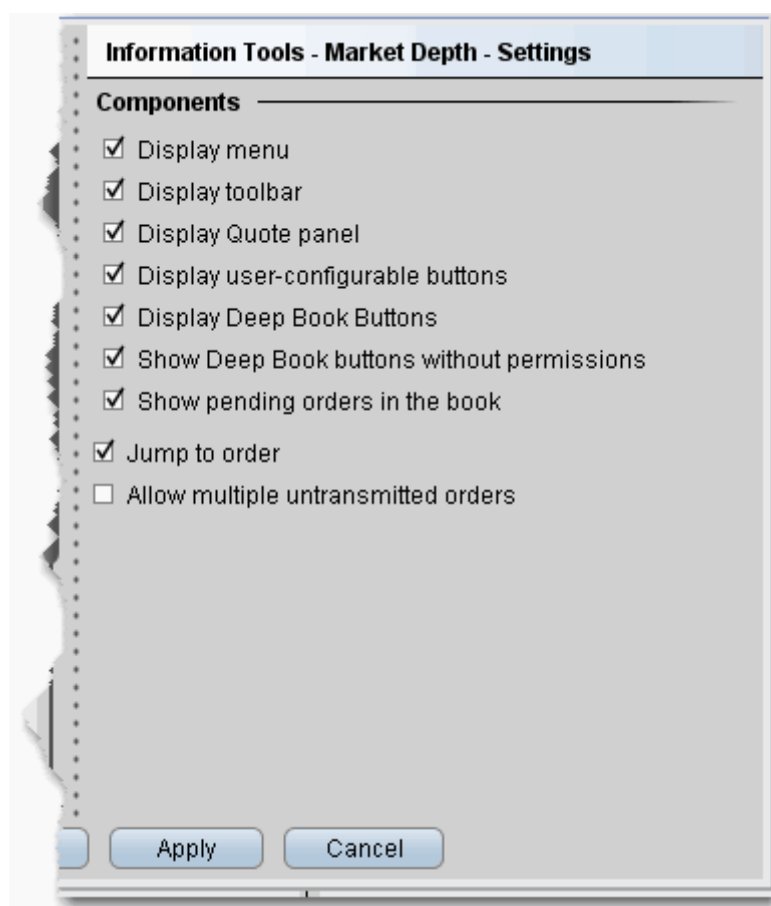 Information Tools - Market Depth - Settings
Components
Display menu
Display toolbar
Display Quote panel
Display user-configurable buttons
Display Deep Book Buttons
Show Deep Book buttons without permissions
Show pending orders in the book
Jump to order
Allow multiple untransmitted orders
Apply Cancel